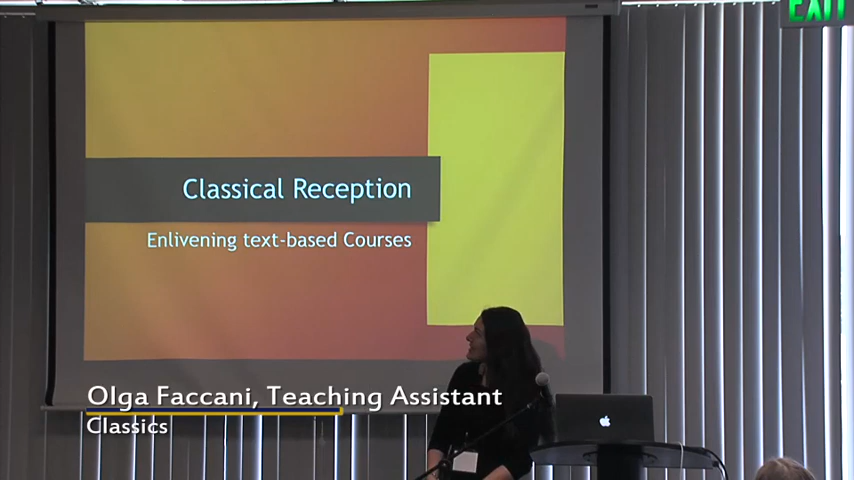 EXIT
Classical Reception
Enlivening text-based Courses
Olga Faccani, Teaching Assistant
Classics